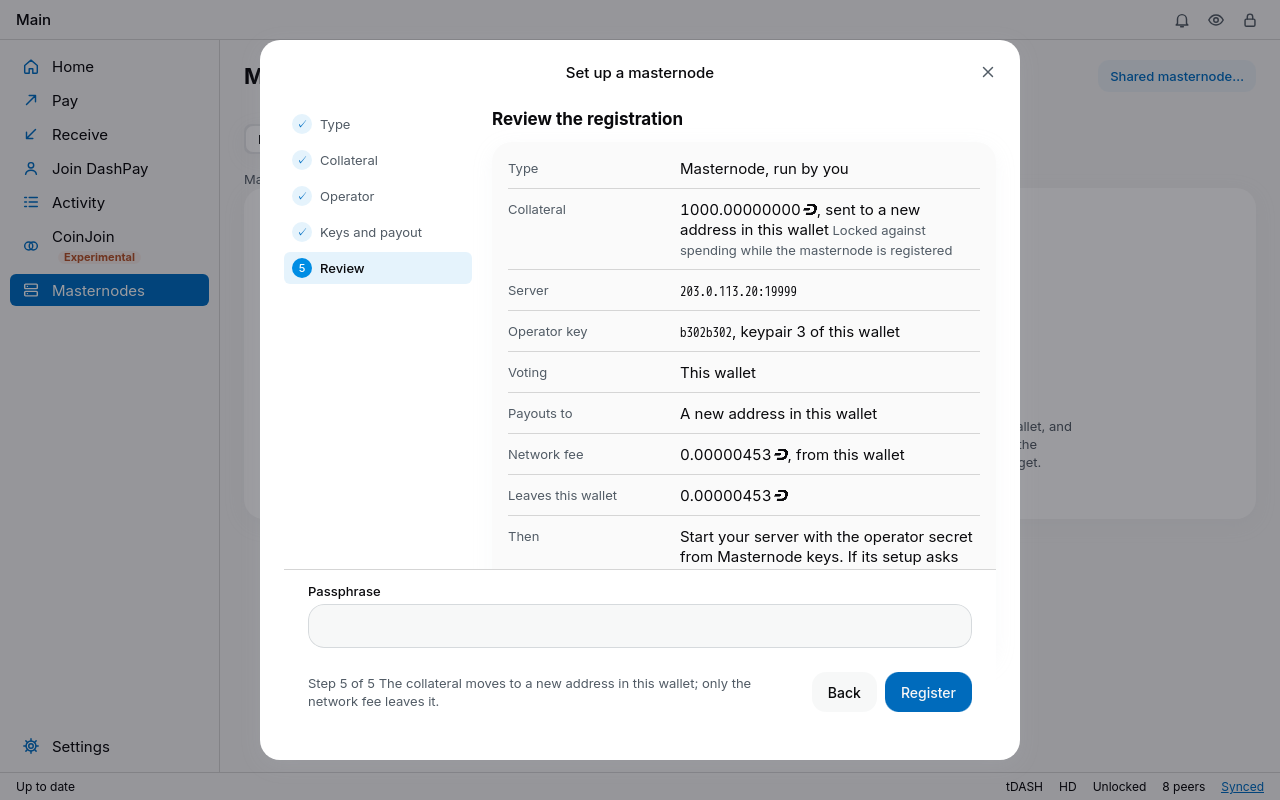 Main
Home
Pay
Receive
Join DashPay
Activity
CoinJoin
Experimental
Masternodes
Settings
Shared masternode...
Set up a masternode
✓ Type
✓ Collateral
✓ Operator
✓ Keys and payout
5 Review
Review the registration
Type Masternode, run by you
Collateral 1000.00000000, sent to a new
address in this wallet Locked against
spending while the masternode is registered
Server 203.0.113.20:19999
Operator key b302b302, keypair 3 of this wallet
Voting This wallet
Payouts to A new address in this wallet
Network fee 0.00000453, from this wallet
Leaves this wallet 0.00000453
Then Start your server with the operator secret
from Masternode keys. If its setup asks
Passphrase
Step 5 of 5 The collateral moves to a new address in this wallet; only the
network fee leaves it.
Back Register
Up to date
tDASH HD Unlocked 8 peers Synced